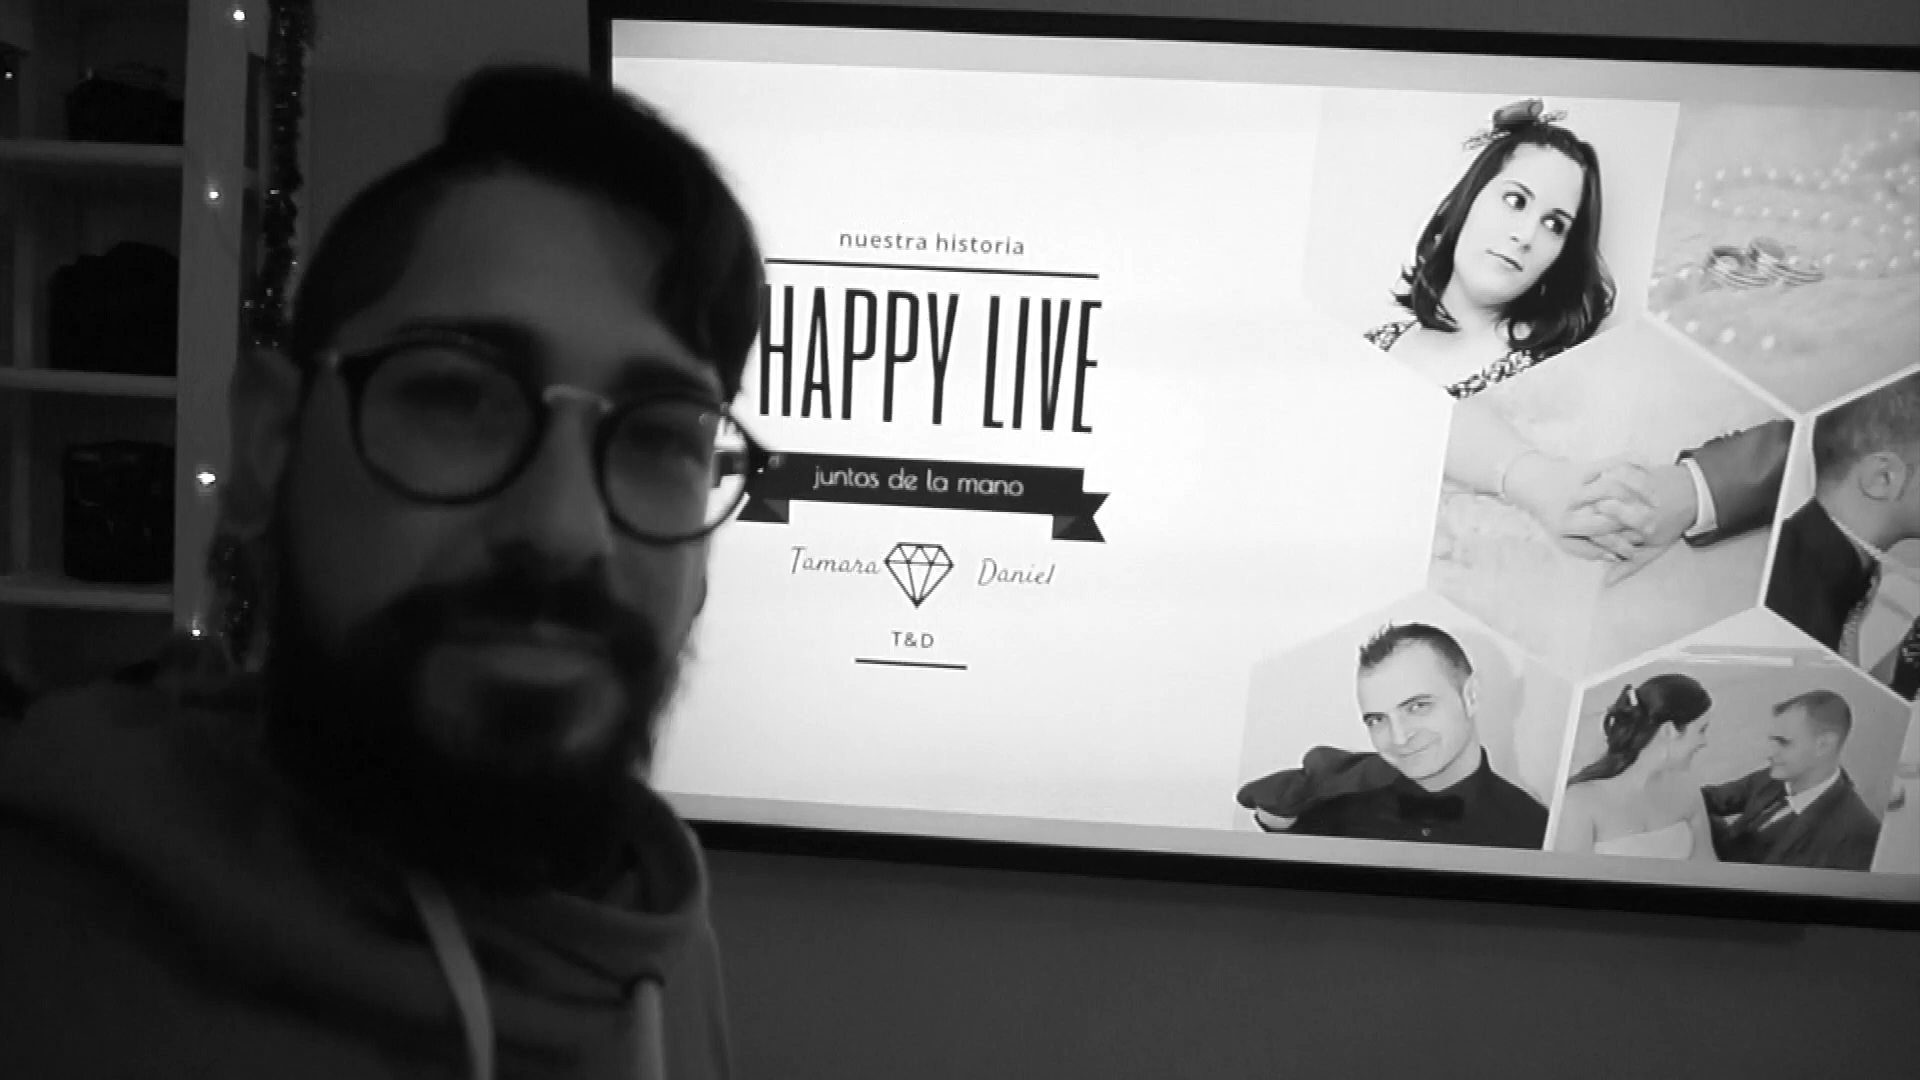 nuestra historia
HAPPY LIVE
juntos de la mano
Tamara Daniel
T&D